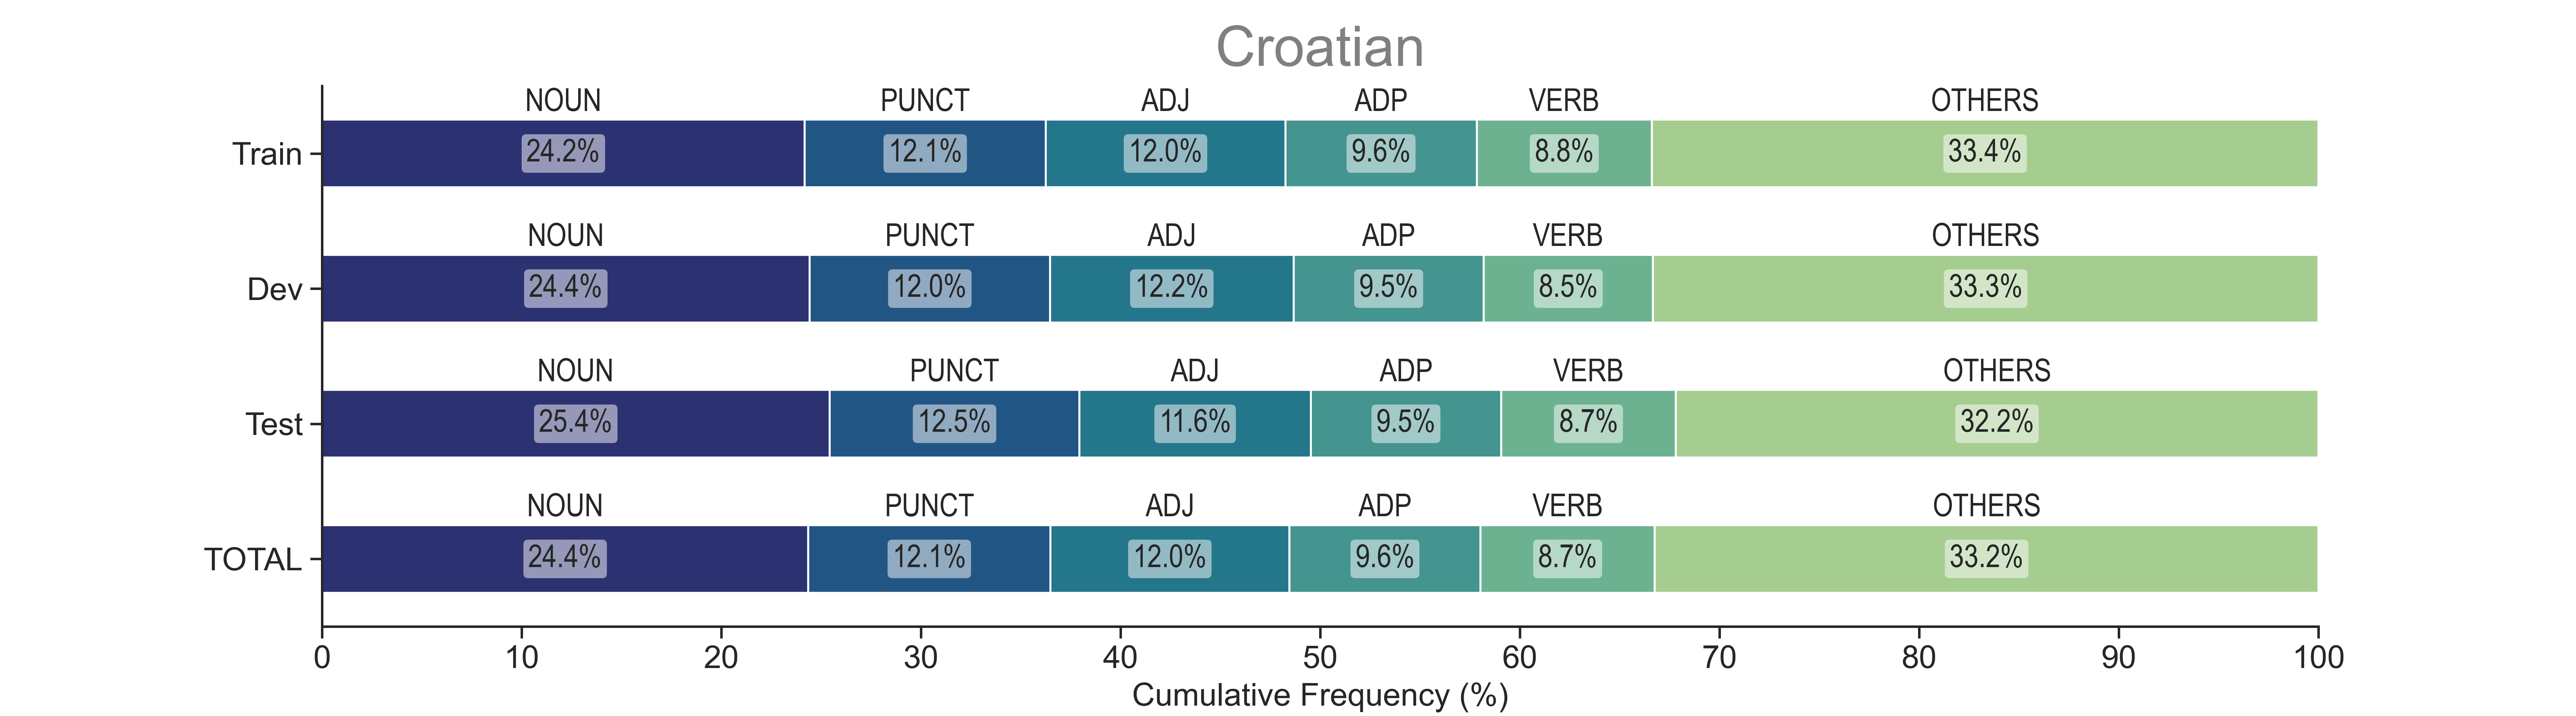 Croatian
NOUN PUNCT ADJ ADP VERB OTHERS
Train 24.2% 12.1% 12.0% 9.6% 8.8% 33.4%
NOUN PUNCT ADJ ADP VERB OTHERS
Dev 24.4% 12.0% 12.2% 9.5% 8.5% 33.3%
NOUN PUNCT ADJ ADP VERB OTHERS
Test 25.4% 12.5% 11.6% 9.5% 8.7% 32.2%
NOUN PUNCT ADJ ADP VERB OTHERS
TOTAL 24.4% 12.1% 12.0% 9.6% 8.7% 33.2%
0 10 20 30 40 50 60 70 80 90 100
Cumulative Frequency (%)